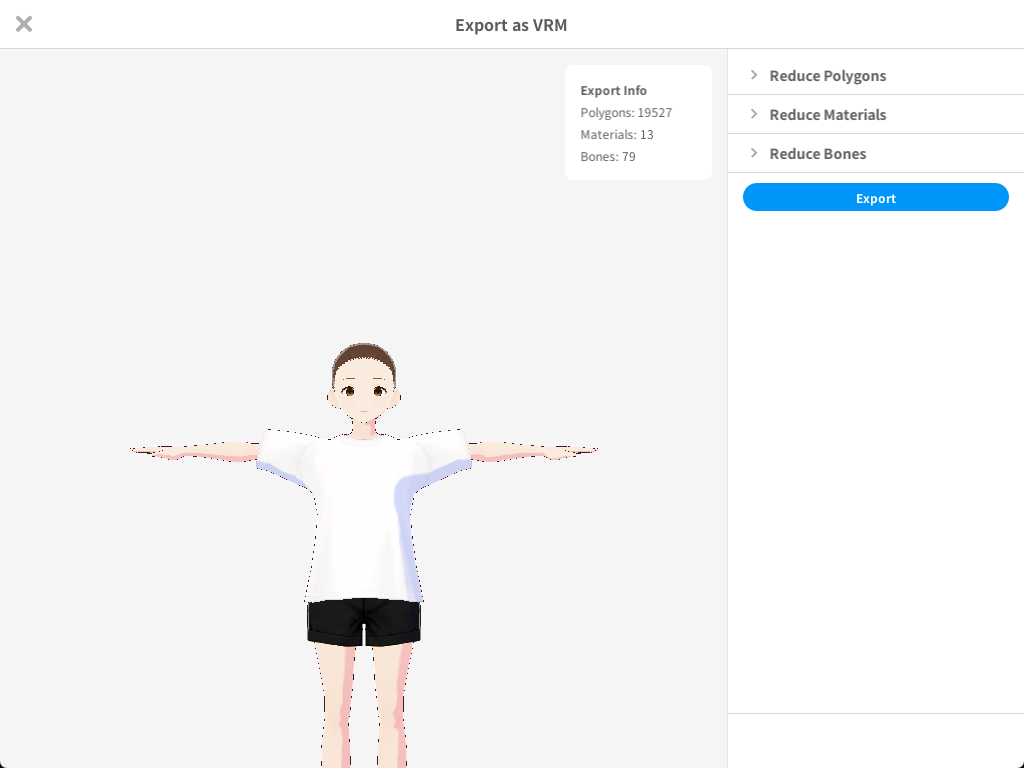 Export as VRM
Export Info
Polygons: 19527
Materials: 13
Bones: 79
Reduce Polygons
Reduce Materials
Reduce Bones
Export